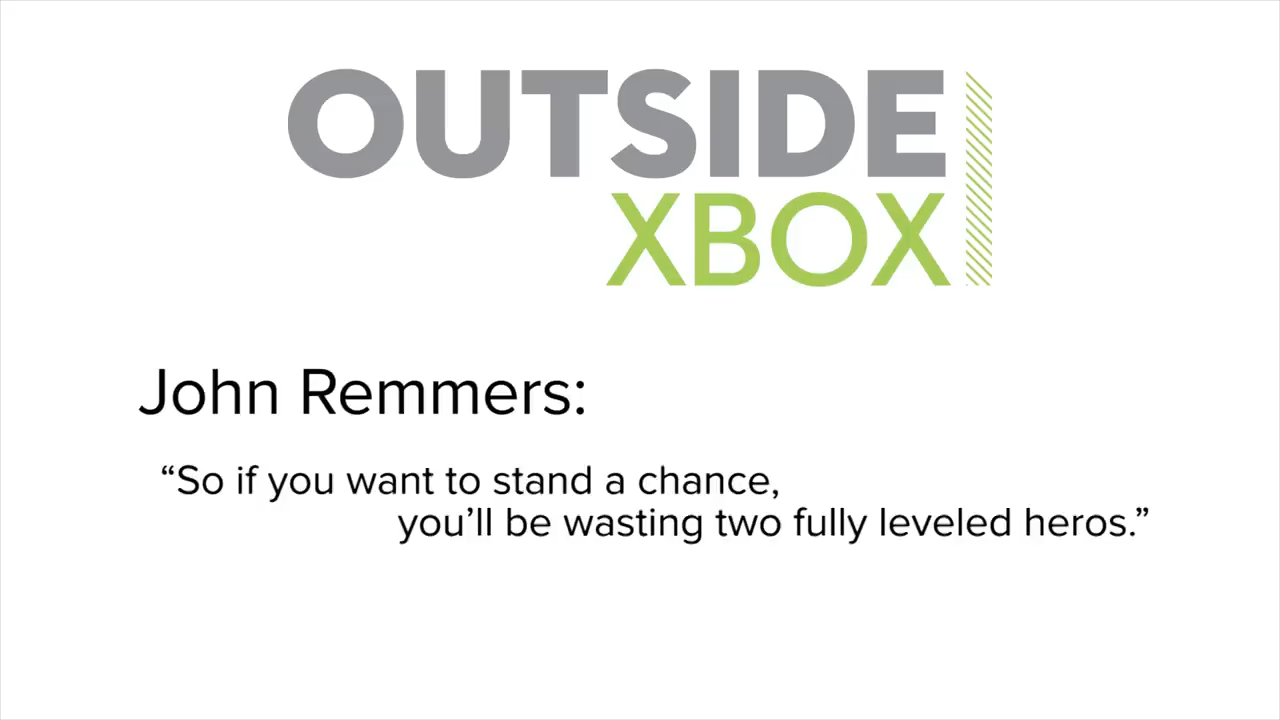 OUTSIDE
XBOX
John Remmers:
“So if you want to stand a chance,
you’ll be wasting two fully leveled heros.”